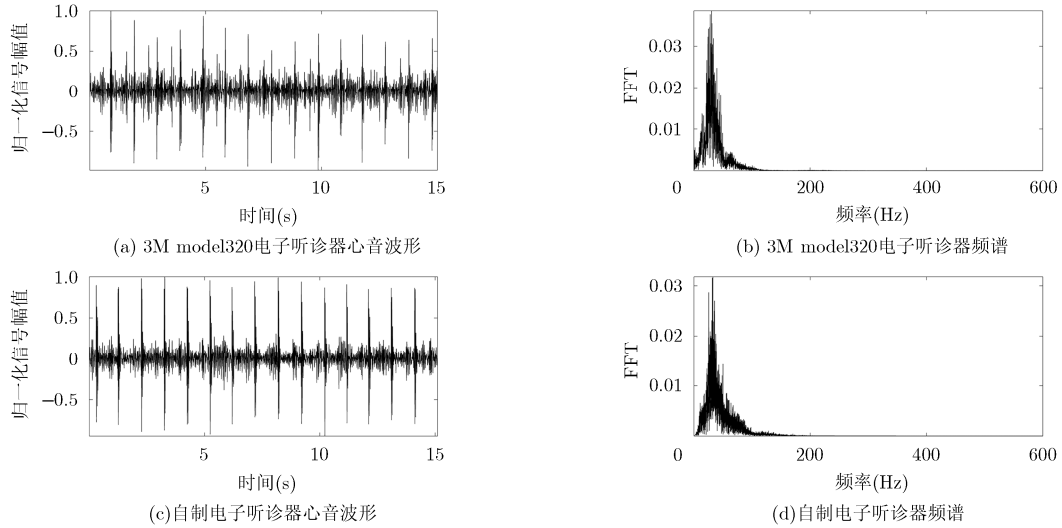 归一化信号幅值
1.0
0.5
0
−0.5
5
10
15
时间(s)
(a) 3M model320电子听诊器心音波形
FFT
0.03
0.02
0.01
0
200
400
600
频率(Hz)
(b) 3M model320电子听诊器频谱
归一化信号幅值
1.0
0.5
0
−0.5
5
10
15
时间(s)
(c)自制电子听诊器心音波形
FFT
0.03
0.02
0.01
0
200
400
600
频率(Hz)
(d)自制电子听诊器频谱